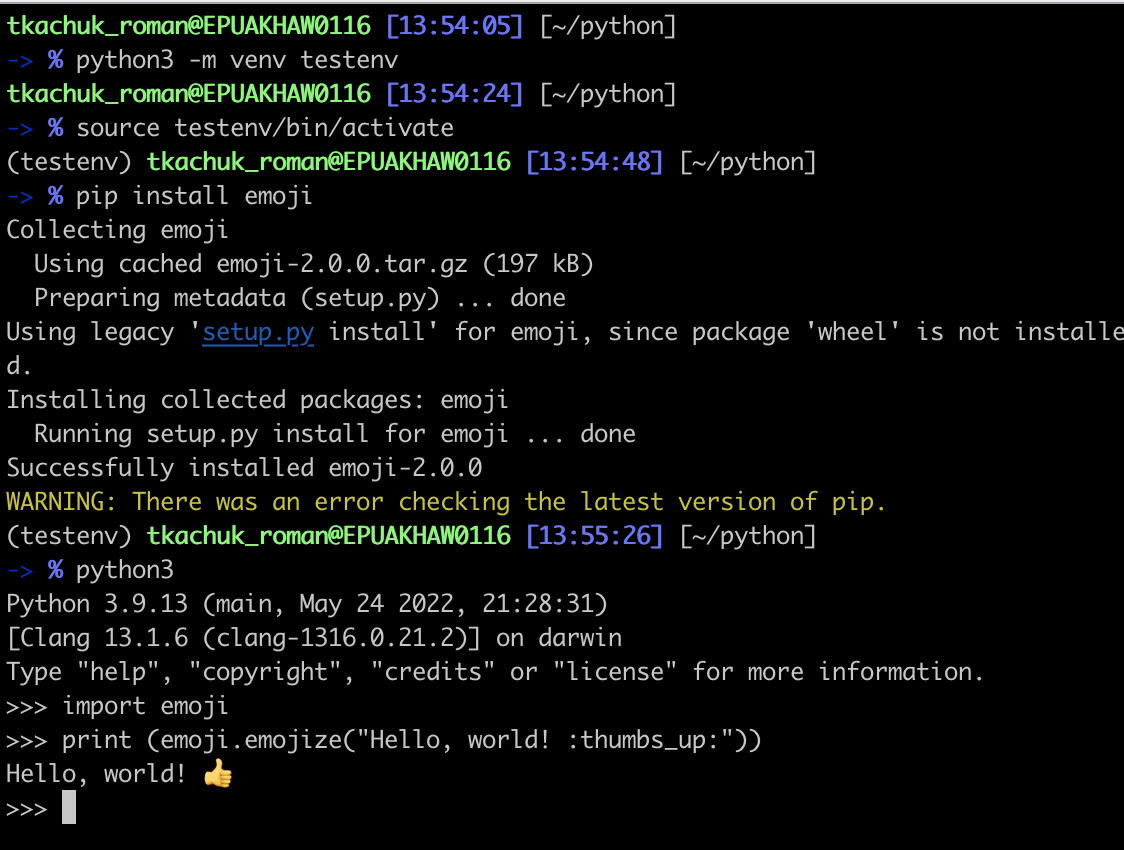 tkachuk_roman@EPUAKHAW0116 [13:54:05] [~/python]
-> % python3 -m venv testenv
tkachuk_roman@EPUAKHAW0116 [13:54:24] [~/python]
-> % source testenv/bin/activate
(testenv) tkachuk_roman@EPUAKHAW0116 [13:54:48] [~/python]
-> % pip install emoji
Collecting emoji
  Using cached emoji-2.0.0.tar.gz (197 kB)
  Preparing metadata (setup.py) ... done
Using legacy 'setup.py install' for emoji, since package 'wheel' is not installe
d.
Installing collected packages: emoji
  Running setup.py install for emoji ... done
Successfully installed emoji-2.0.0
WARNING: There was an error checking the latest version of pip.
(testenv) tkachuk_roman@EPUAKHAW0116 [13:55:26] [~/python]
-> % python3
Python 3.9.13 (main, May 24 2022, 21:28:31)
[Clang 13.1.6 (clang-1316.0.21.2)] on darwin
Type "help", "copyright", "credits" or "license" for more information.
>>> import emoji
>>> print (emoji.emojize("Hello, world! :thumbs_up:"))
Hello, world! 👍
>>>